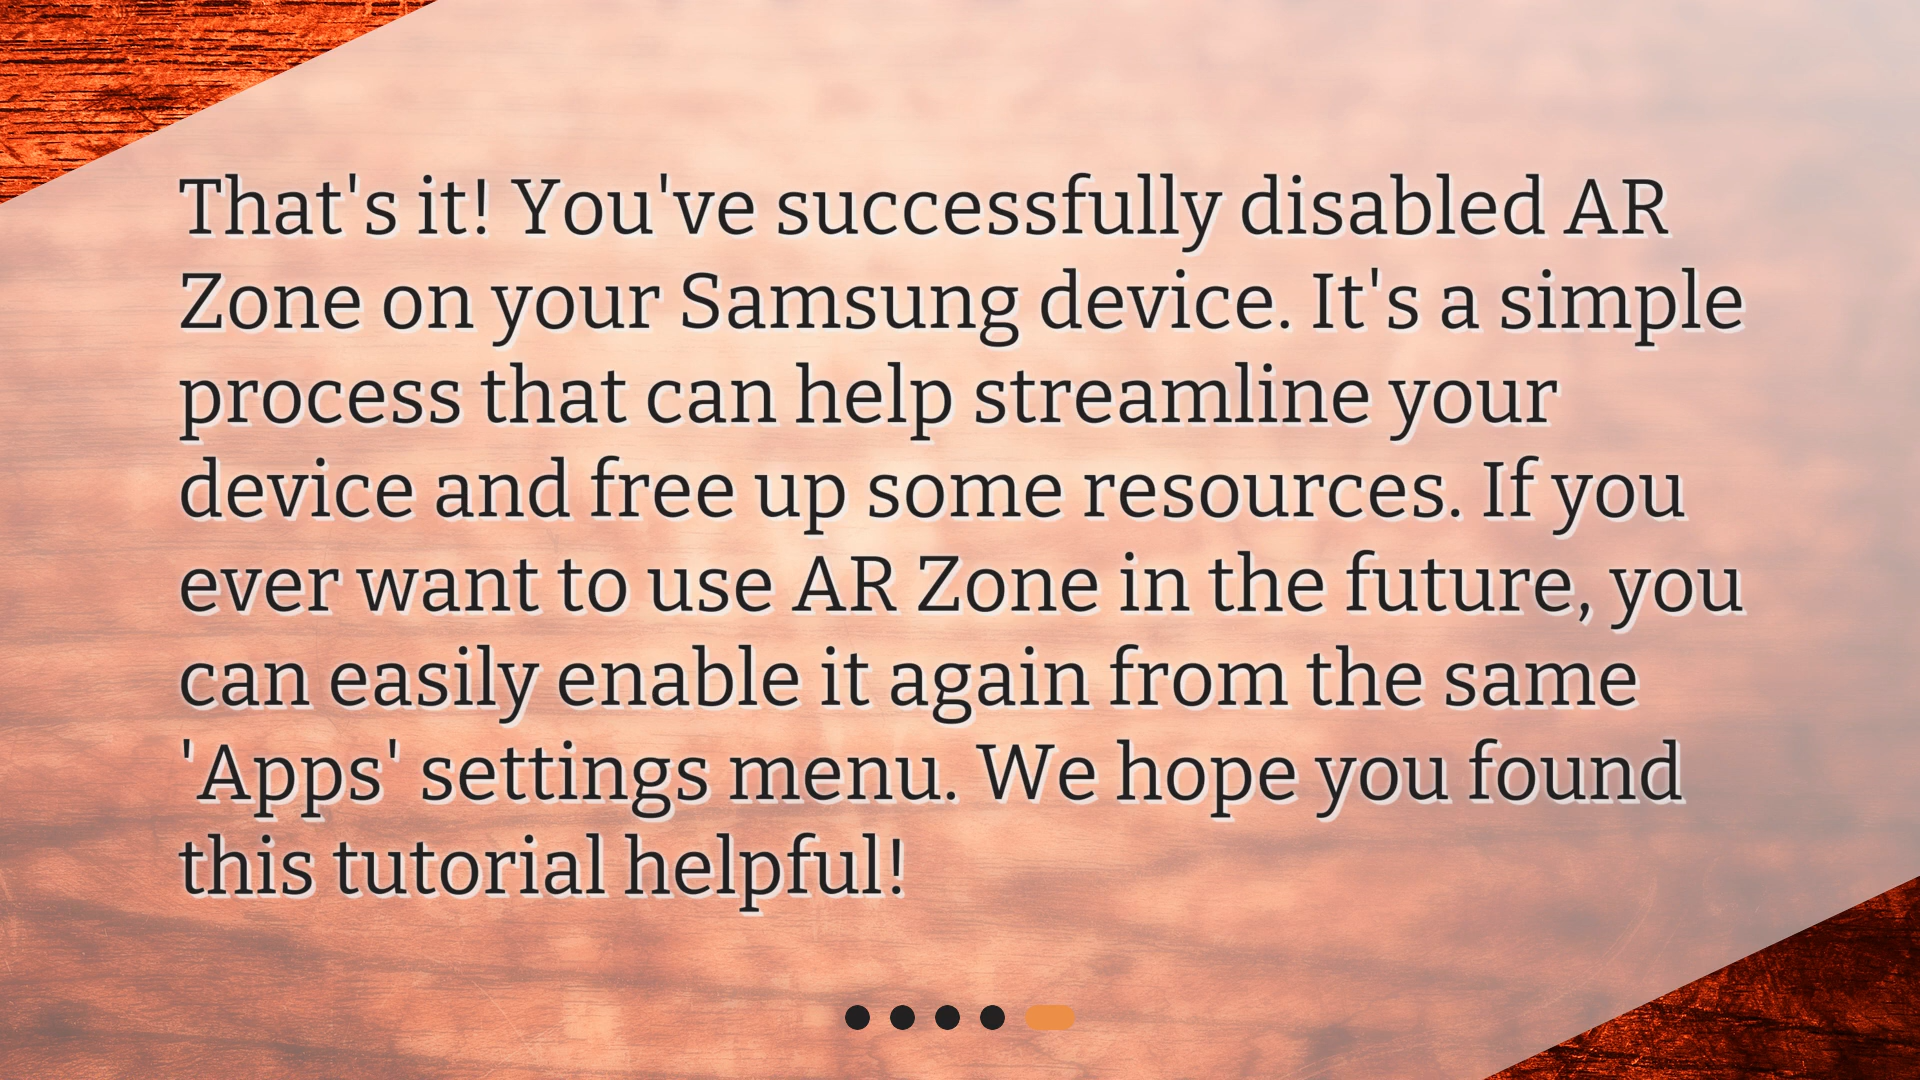 That's it! You've successfully disabled AR
Zone on your Samsung device. It's a simple
process that can help streamline your
device and free up some resources. If you
ever want to use AR Zone in the future, you
can easily enable it again from the same
'Apps' settings menu. We hope you found
this tutorial helpful!